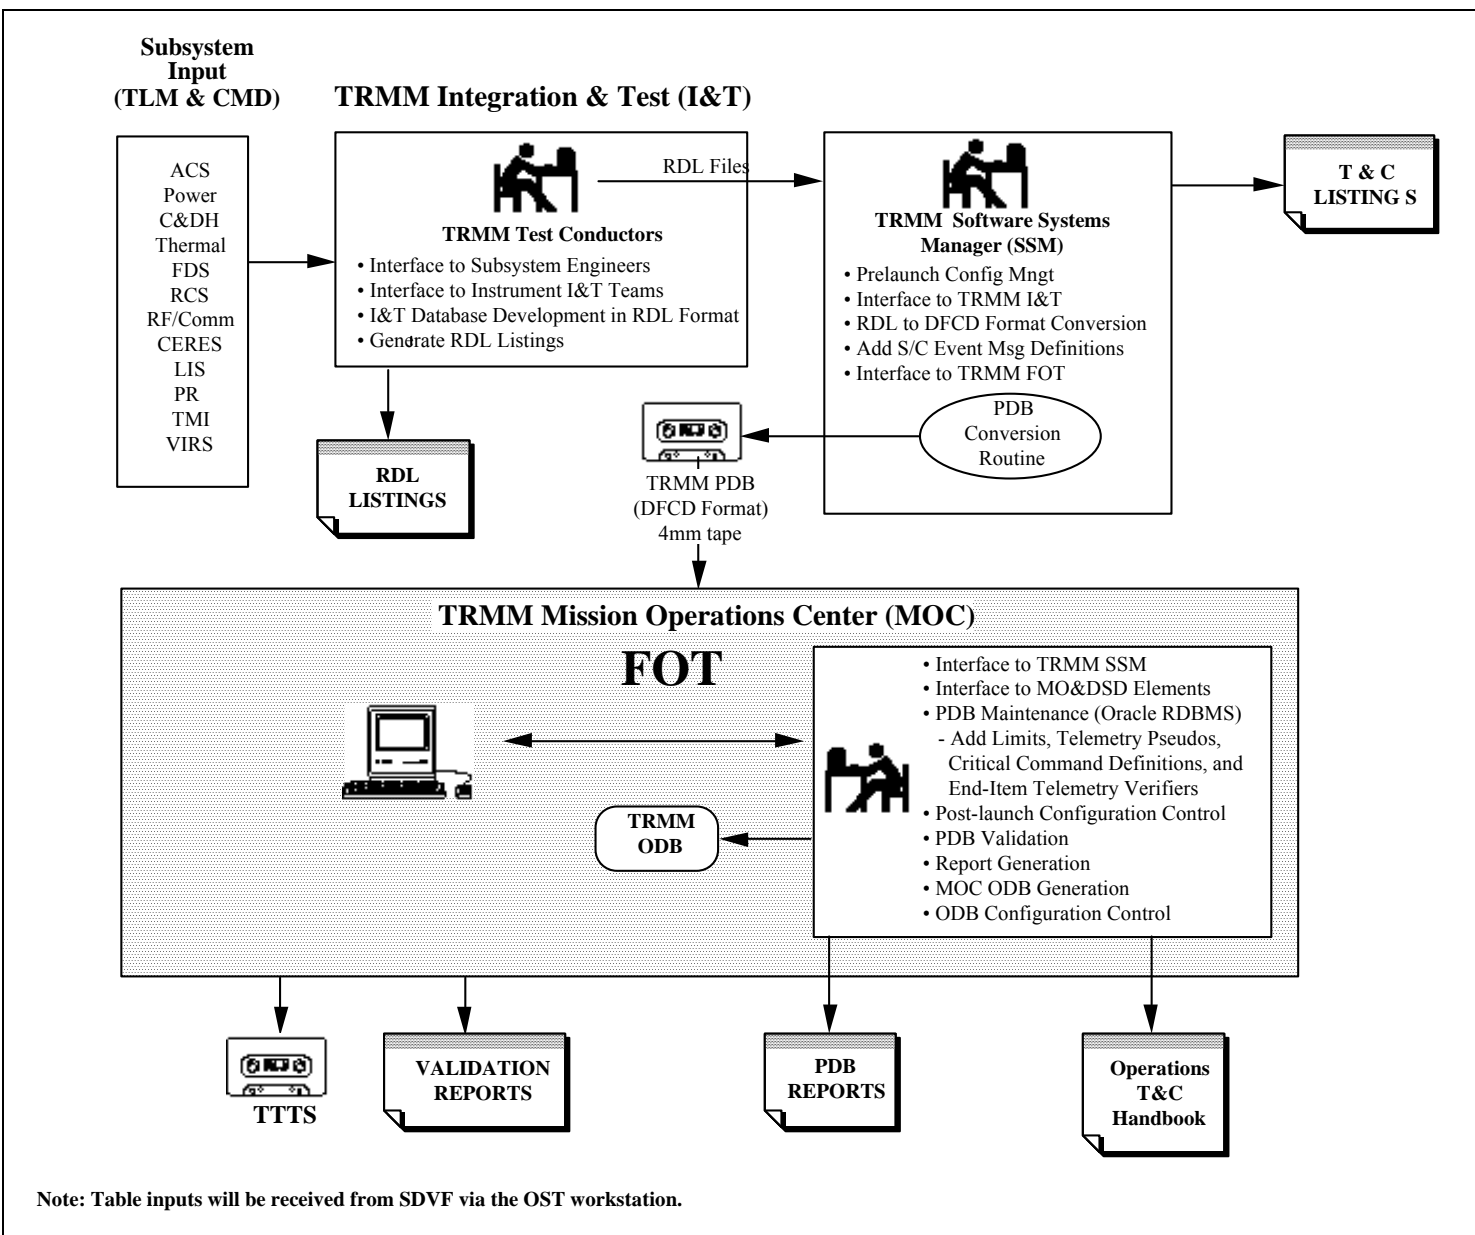 Subsystem
Input
(TLM & CMD)
TRMM Integration & Test (I&T)
ACS
Power
C&DH
Thermal
FDS
RCS
RF/Comm
CERES
LIS
PR
TMI
VIRS
TRMM Test Conductors
• Interface to Subsystem Engineers
• Interface to Instrument I&T Teams
• I&T Database Development in RDL Format
• Generate RDL Listings
RDL Files
TRMM Software Systems
Manager (SSM)
• Prelaunch Config Mngt
• Interface to TRMM I&T
• RDL to DFCD Format Conversion
• Add S/C Event Msg Definitions
• Interface to TRMM FOT
PDB
Conversion
Routine
T & C
LISTING S
RDL
LISTINGS
TRMM PDB
(DFCD Format)
4mm tape
TRMM Mission Operations Center (MOC)
FOT
• Interface to TRMM SSM
• Interface to MO&DSD Elements
• PDB Maintenance (Oracle RDBMS)
- Add Limits, Telemetry Pseudos,
Critical Command Definitions, and
End-Item Telemetry Verifiers
• Post-launch Configuration Control
• PDB Validation
• Report Generation
• MOC ODB Generation
• ODB Configuration Control
TRMM
ODB
TTTS
VALIDATION
REPORTS
PDB
REPORTS
Operations
T&C
Handbook
Note: Table inputs will be received from SDVF via the OST workstation.